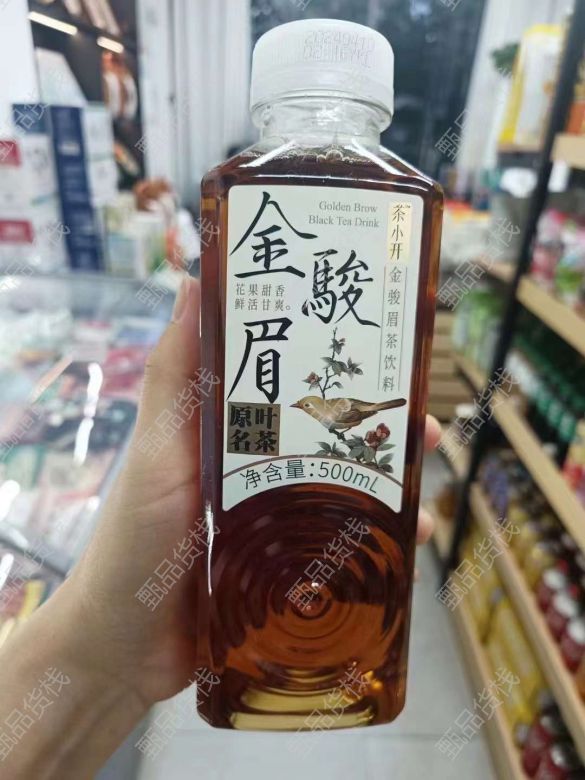 20240410
Golden Brow
Black Tea Drink
金駿眉
花果甜香
鲜活甘爽。
茶小开
金骏眉茶饮料
原叶
名茶
净含量:500mL
甄品货栈